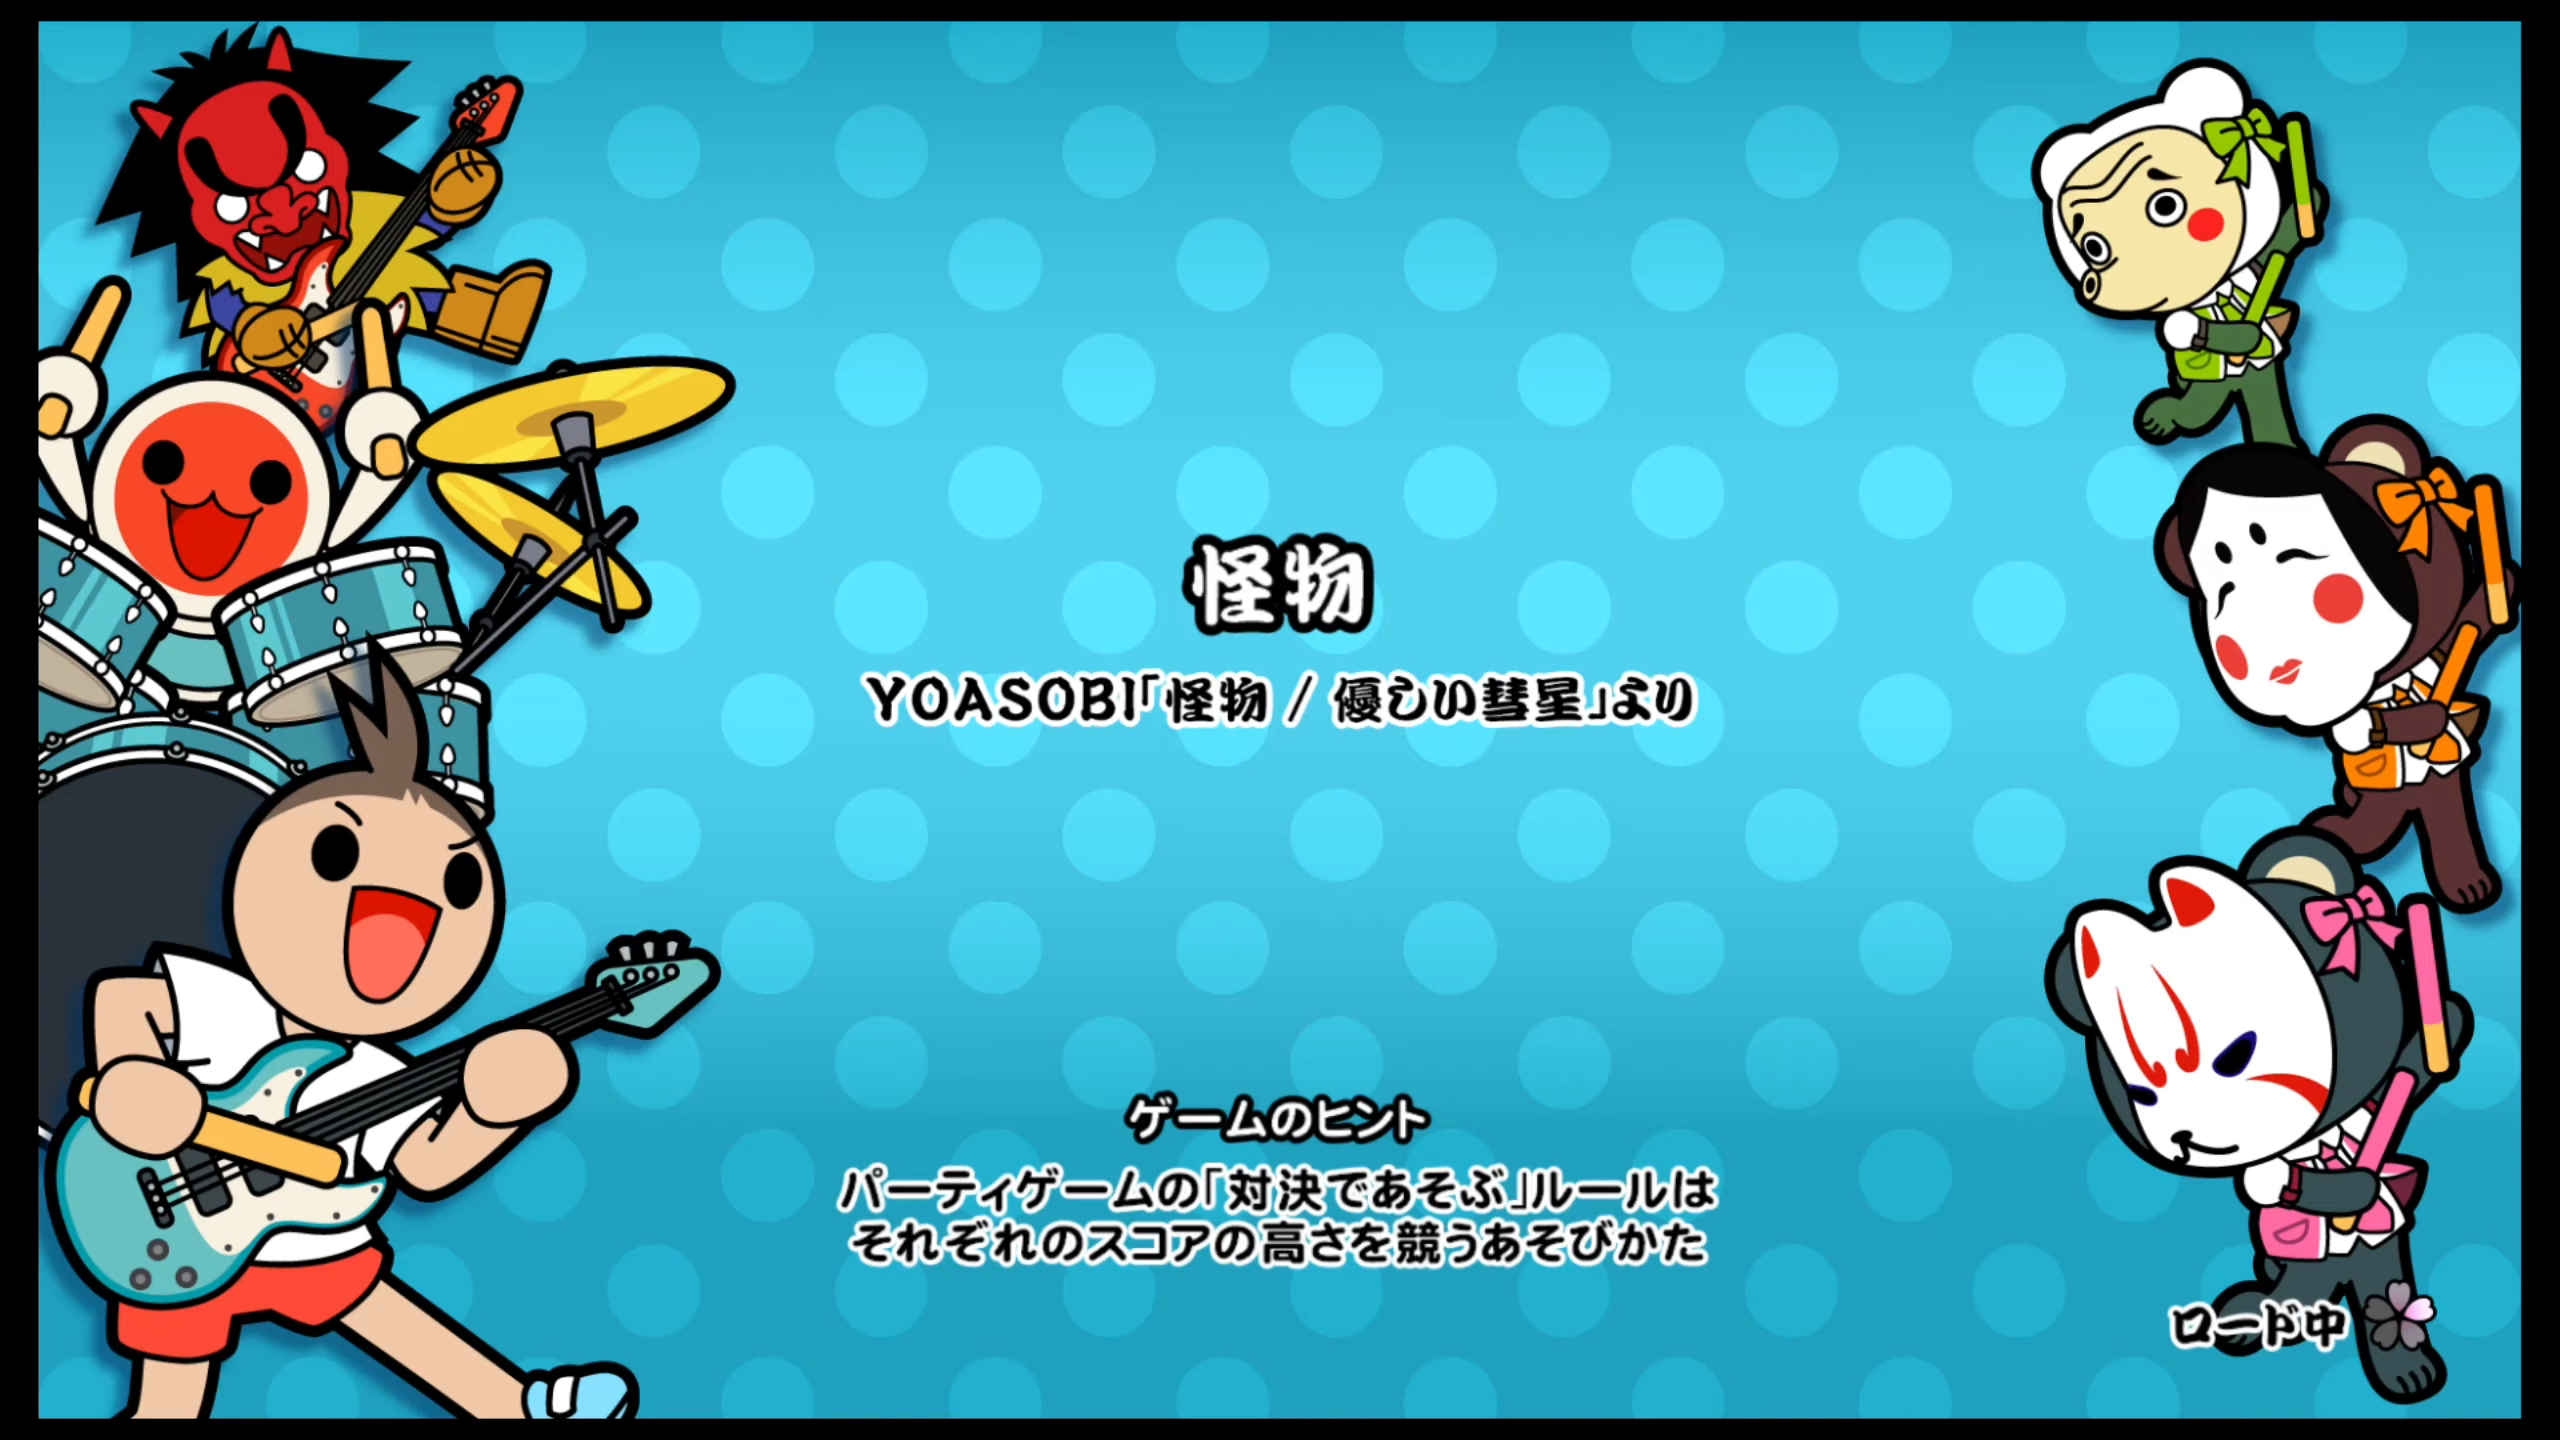 怪物
YOASOBI「怪物 / 優しい彗星」より
ゲームのヒント
パーティゲームの「対決であそぶ」ルールは
それぞれのスコアの高さを競うあそびかた
ロード中